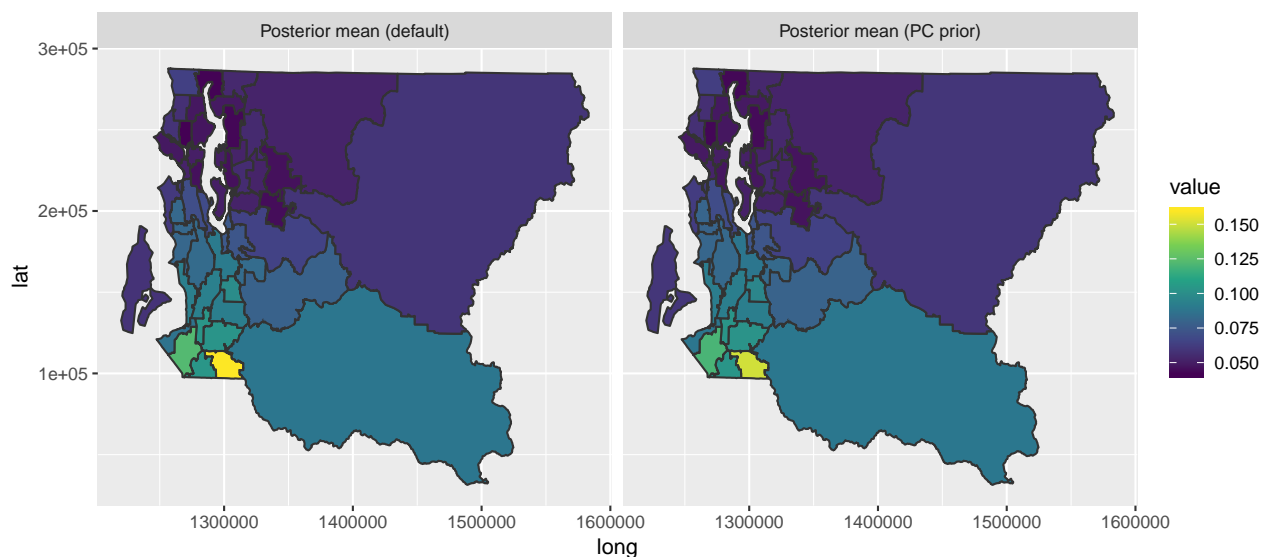 Posterior mean (default)
Posterior mean (PC prior)
3e+05
2e+05
1e+05
lat
1300000
1400000
1500000
1600000
1300000
1400000
1500000
1600000
long
value
0.150
0.125
0.100
0.075
0.050